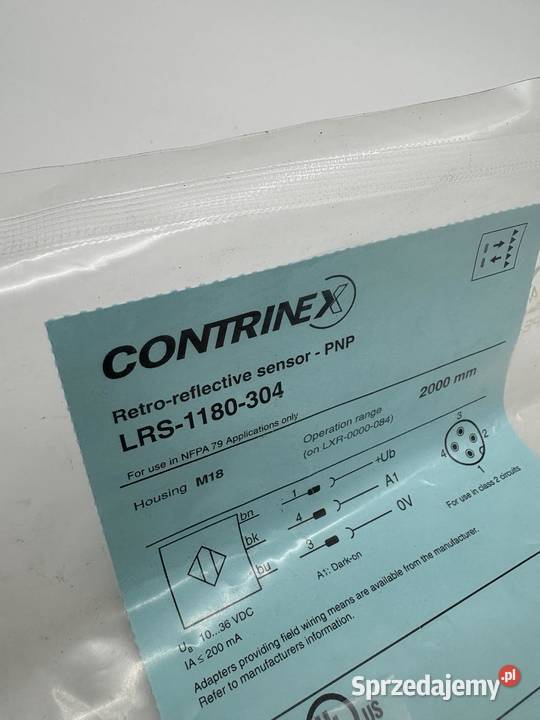 CONTRINEX
Retro-reflective sensor - PNP
LRS-1180-304
For use in NFPA 79 Applications only
Operation range 2000 mm
(on LXR-0000-084)
Housing M18
bn 1 +Ub
bk 4 A1
bu 3 0V
A1: Dark-on
3
4 2
1
For use in class 2 circuits
UB 10...36 VDC
IA ≤ 200 mA
Adapters providing field wiring means are available from the manufacturer.
Refer to manufacturers information.
US
Sprzedajemy.pl